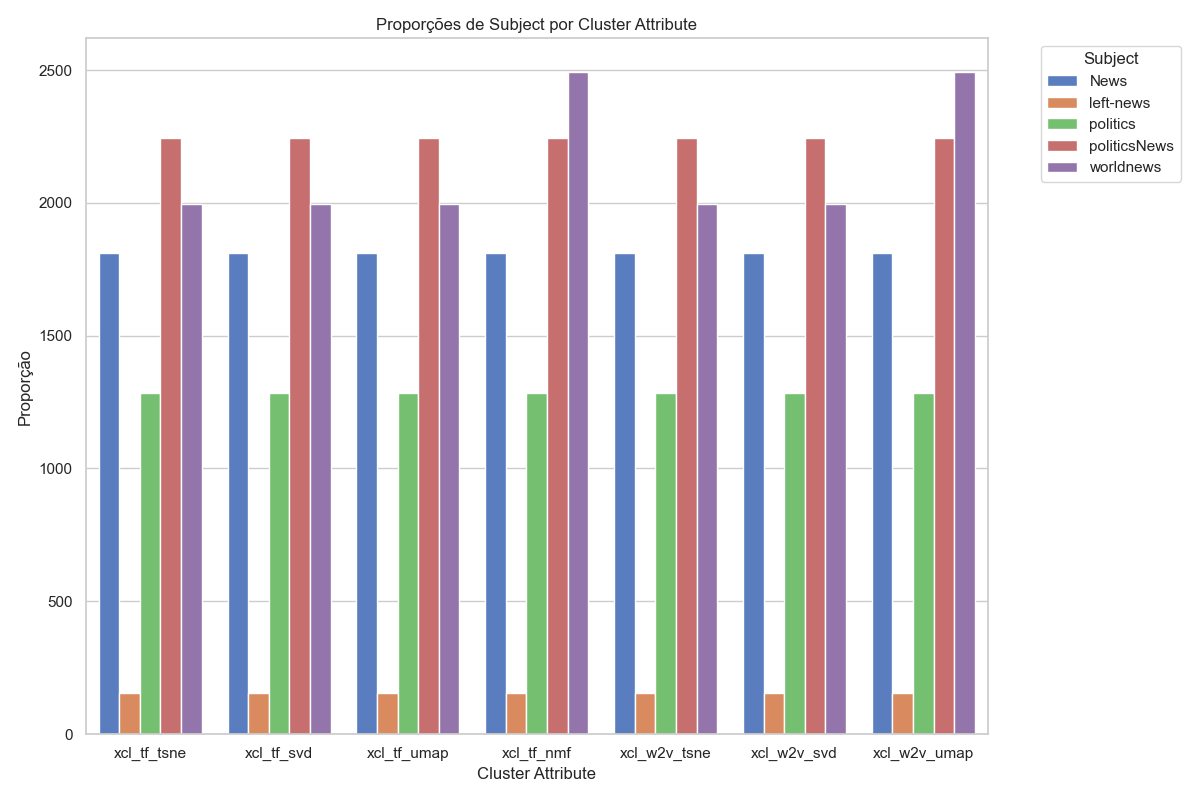 Proporções de Subject por Cluster Attribute
Proporção
2500
2000
1500
1000
500
0
xcl_tf_tsne
xcl_tf_svd
xcl_tf_umap
xcl_tf_nmf
xcl_w2v_tsne
xcl_w2v_svd
xcl_w2v_umap
Cluster Attribute
Subject
News
left-news
politics
politicsNews
worldnews